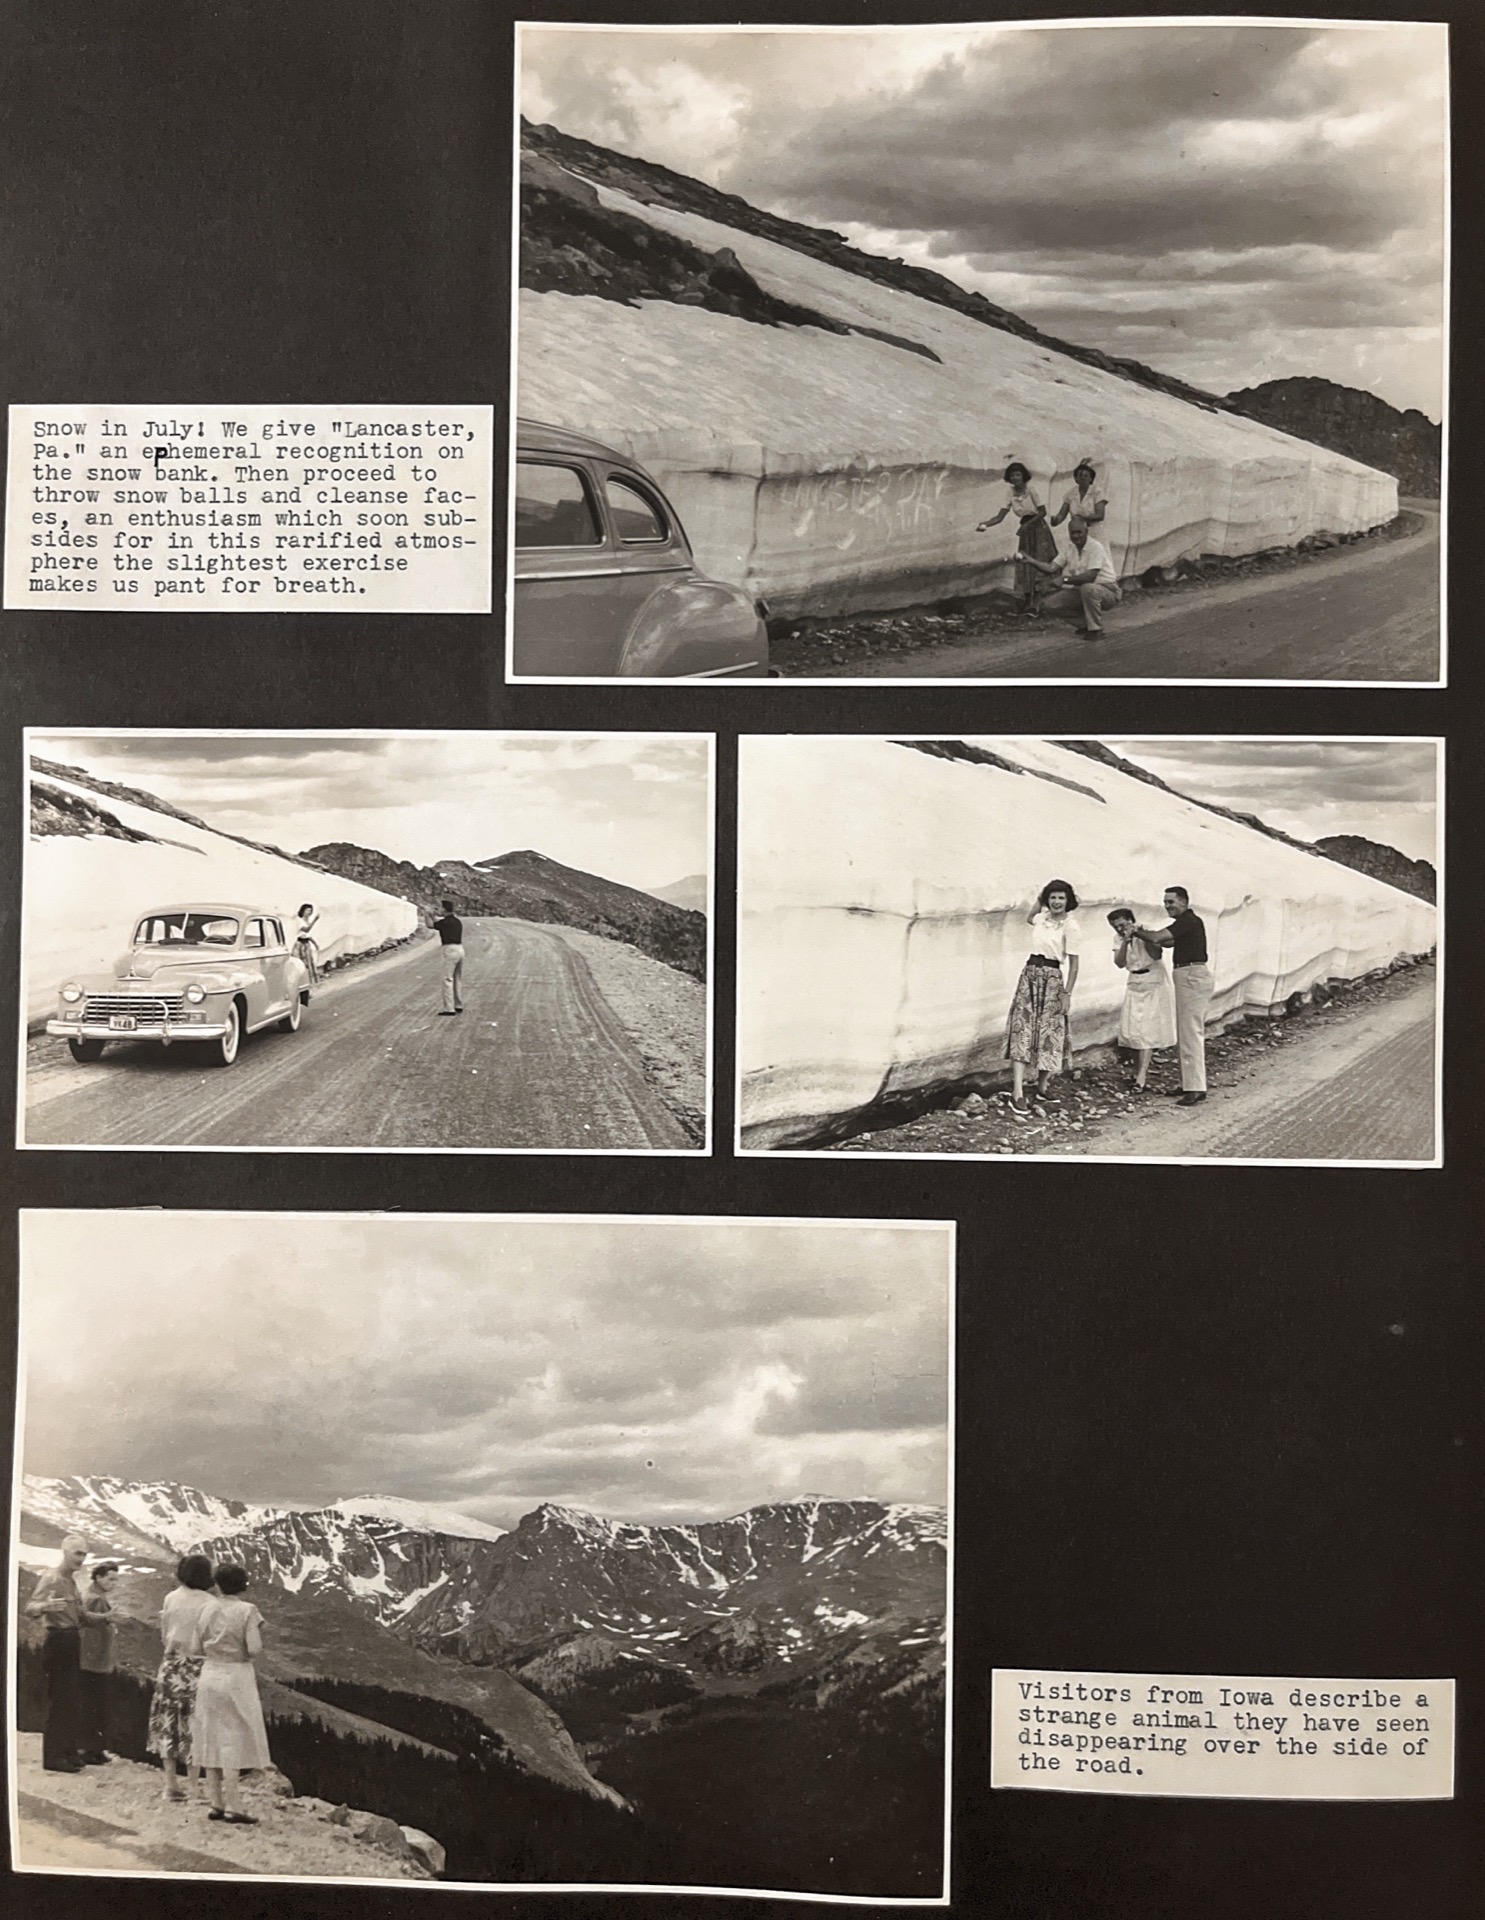 Snow in July! We give "Lancaster,
Pa." an ephemeral recognition on
the snow bank. Then proceed to
throw snow balls and cleanse fac-
es, an enthusiasm which soon sub-
sides for in this rarified atmos-
phere the slightest exercise
makes us pant for breath.
Visitors from Iowa describe a
strange animal they have seen
disappearing over the side of
the road.